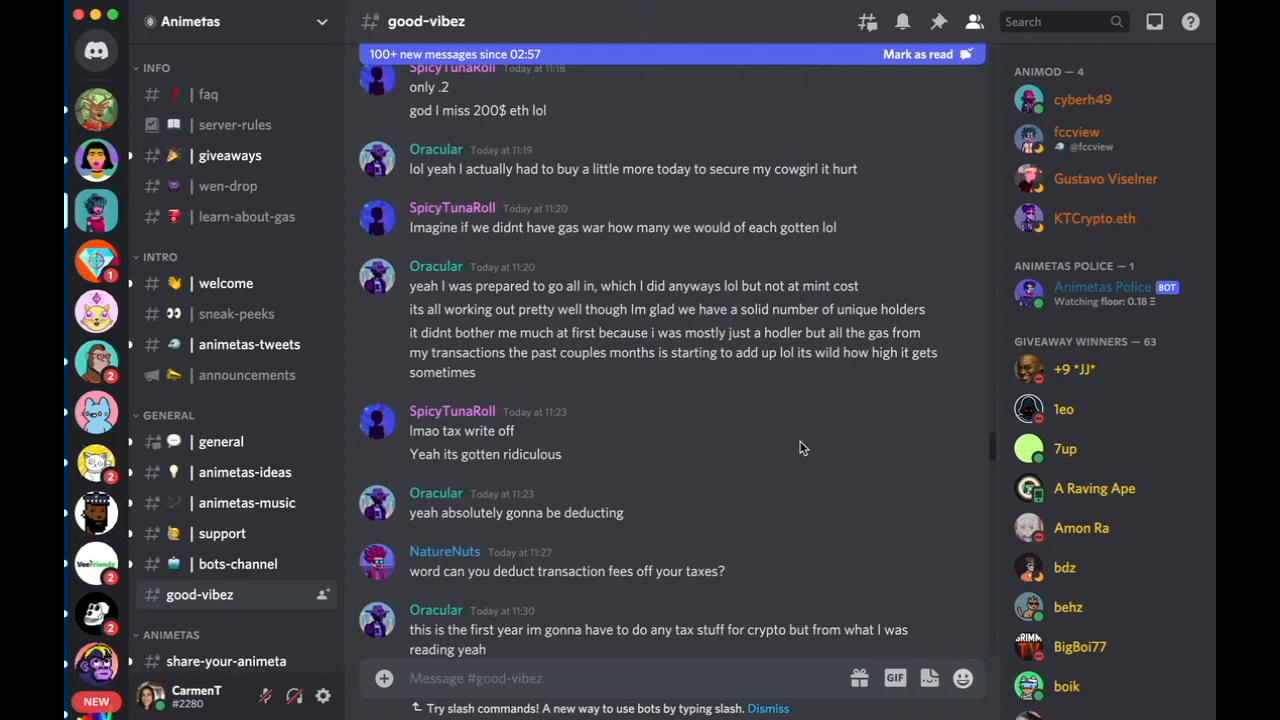 Animetas
INFO
# ? | faq
| server-rules
# | giveaways
# | wen-drop
# | learn-about-gas
INTRO
# | welcome
# | sneak-peeks
# | animetas-tweets
| announcements
GENERAL
# | general
# | animetas-ideas
# | animetas-music
# | support
# | bots-channel
# good-vibez
ANIMETAS
# share-your-animeta
1
2
2
VeeFriends
2
NEW
CarmenT
#2280
# good-vibez
Search
100+ new messages since 02:57
Mark as read
SpicyTunaRoll Today at 11:18
only .2
god I miss 200$ eth lol
Oracular Today at 11:19
lol yeah I actually had to buy a little more today to secure my cowgirl it hurt
SpicyTunaRoll Today at 11:20
Imagine if we didnt have gas war how many we would of each gotten lol
Oracular Today at 11:20
yeah I was prepared to go all in, which I did anyways lol but not at mint cost
its all working out pretty well though Im glad we have a solid number of unique holders
it didnt bother me much at first because i was mostly just a hodler but all the gas from
my transactions the past couples months is starting to add up lol its wild how high it gets
sometimes
SpicyTunaRoll Today at 11:23
lmao tax write off
Yeah its gotten ridiculous
Oracular Today at 11:23
yeah absolutely gonna be deducting
NatureNuts Today at 11:27
word can you deduct transaction fees off your taxes?
Oracular Today at 11:30
this is the first year im gonna have to do any tax stuff for crypto but from what I was
reading yeah
Message #good-vibez
GIF
Try slash commands! A new way to use bots by typing slash. Dismiss
ANIMOD — 4
cyberh49
fccview
@fccview
Gustavo Viselner
KTCrypto.eth
ANIMETAS POLICE — 1
Animetas Police BOT
Watching floor: 0.18 Ξ
GIVEAWAY WINNERS — 63
+9 *JJ*
1eo
7up
A Raving Ape
Amon Ra
bdz
behz
BigBoi77
boik